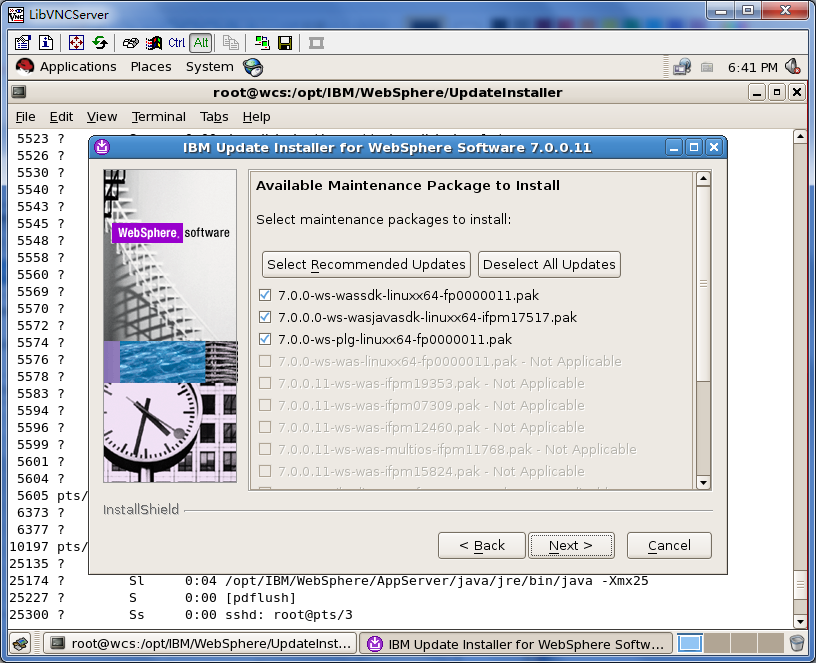 LibVNCServer
Ctrl Alt
Applications Places System 6:41 PM
root@wcs:/opt/IBM/WebSphere/UpdateInstaller
File Edit View Terminal Tabs Help
5523 ?
5526 ?
5530 ?
5540 ?
5543 ?
5545 ?
5548 ?
5558 ?
5560 ?
5569 ?
5570 ?
5572 ?
5574 ?
5576 ?
5578 ?
5583 ?
5594 ?
5596 ?
5599 ?
5601 ?
5604 ?
5605 pts/
6373 ?
6377 ?
10197 pts/
25135 ?
25174 ? Sl 0:04 /opt/IBM/WebSphere/AppServer/java/jre/bin/java -Xmx25
25227 ? S 0:00 [pdflush]
25300 ? Ss 0:00 sshd: root@pts/3
IBM Update Installer for WebSphere Software 7.0.0.11
WebSphere. software
Available Maintenance Package to Install
Select maintenance packages to install:
Select Recommended Updates Deselect All Updates
7.0.0-ws-wassdk-linuxx64-fp0000011.pak
7.0.0.0-ws-wasjavasdk-linuxx64-ifpm17517.pak
7.0.0-ws-plg-linuxx64-fp0000011.pak
7.0.0-ws-was-linuxx64-fp0000011.pak - Not Applicable
7.0.0.11-ws-was-ifpm19353.pak - Not Applicable
7.0.0.11-ws-was-ifpm07309.pak - Not Applicable
7.0.0.11-ws-was-ifpm12460.pak - Not Applicable
7.0.0.11-ws-was-multios-ifpm11768.pak - Not Applicable
7.0.0.11-ws-was-ifpm15824.pak - Not Applicable
InstallShield
< Back Next > Cancel
root@wcs:/opt/IBM/WebSphere/UpdateInst... IBM Update Installer for WebSphere Softw...